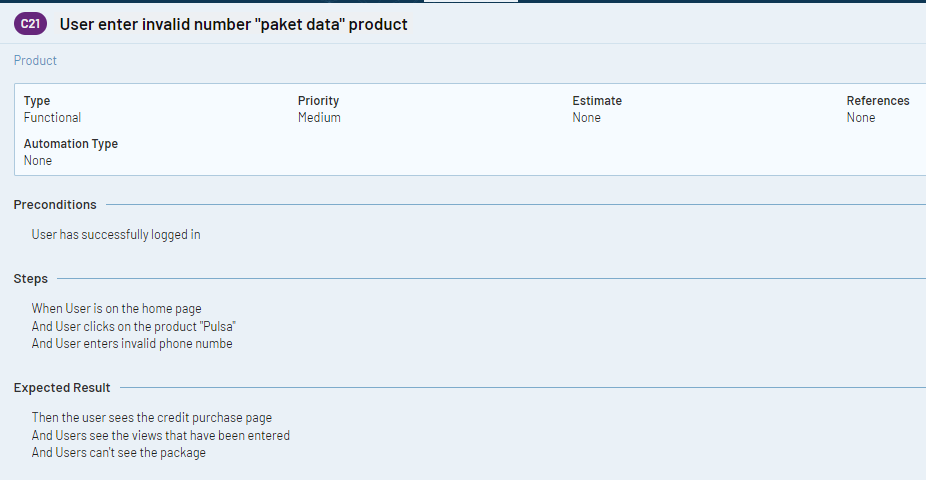 C21 User enter invalid number "paket data" product
Product
Type Priority Estimate References
Functional Medium None None
Automation Type
None
Preconditions
User has successfully logged in
Steps
When User is on the home page
And User clicks on the product "Pulsa"
And User enters invalid phone numbe
Expected Result
Then the user sees the credit purchase page
And Users see the views that have been entered
And Users can't see the package